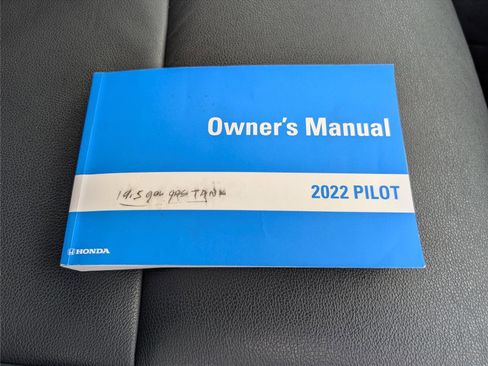 Owner's Manual
19.5 gal gas TANK
2022 PILOT
HONDA